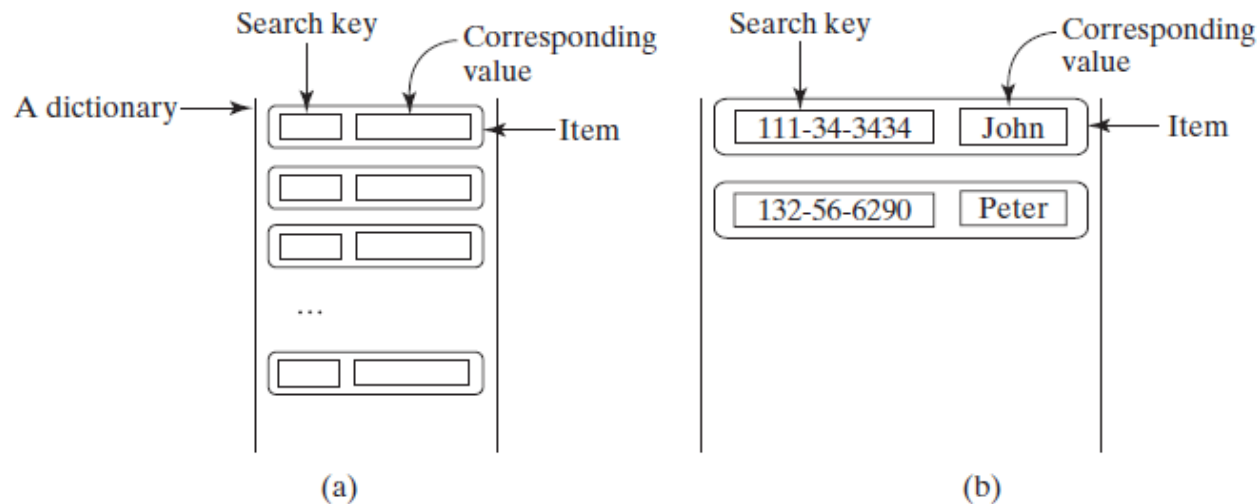 Search key
Corresponding
value
A dictionary
Item
...
(a)
Search key
Corresponding
value
111-34-3434 John
Item
132-56-6290 Peter
(b)